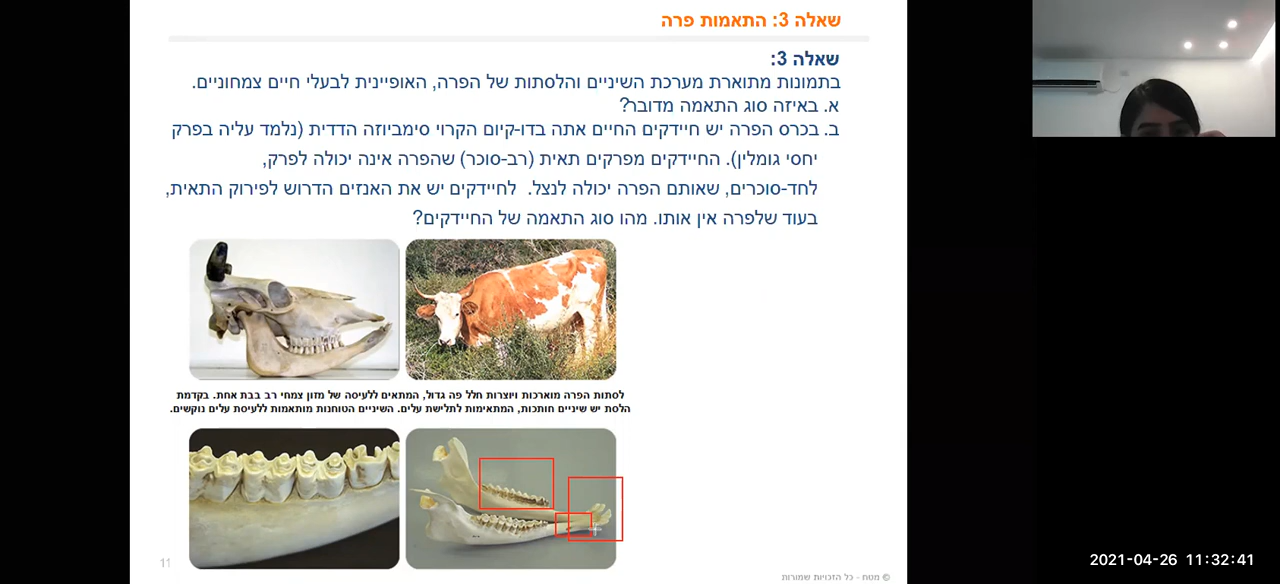 שאלה 3: התאמות פרה
שאלה 3:
בתמונות מתוארת מערכת השיניים והלסתות של הפרה, האופיינית לבעלי חיים צמחוניים.
א. באיזה סוג התאמה מדובר?
ב. בכרס הפרה יש חיידקים החיים אתה בדו-קיום הקרוי סימביוזה הדדית (נלמד עליה בפרק
יחסי גומלין). החיידקים מפרקים תאית (רב-סוכר) שהפרה אינה יכולה לפרק,
לחד-סוכרים, שאותם הפרה יכולה לנצל. לחיידקים יש את האנזים הדרוש לפירוק התאית,
בעוד שלפרה אין אותו. מהו סוג התאמה של החיידקים?
לסתות הפרה מוארכות ויוצרות חלל פה גדול, המתאים ללעיסה של מזון צמחי רב בבת אחת. בקדמת
הלסת יש שיניים חותכות, המתאימות לתלישת עלים. השיניים הטוחנות מותאמות ללעיסת עלים נוקשים.
11
© מטח - כל הזכויות שמורות
2021-04-26 11:32:41